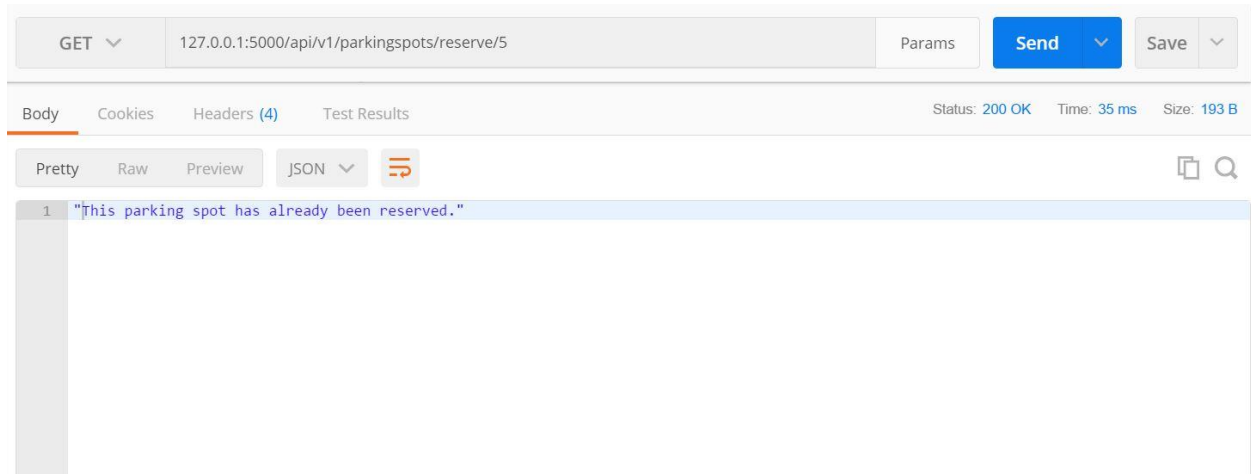 GET 127.0.0.1:5000/api/v1/parkingspots/reserve/5 Params Send Save
Body Cookies Headers (4) Test Results Status: 200 OK Time: 35 ms Size: 193 B
Pretty Raw Preview JSON
1 "This parking spot has already been reserved."